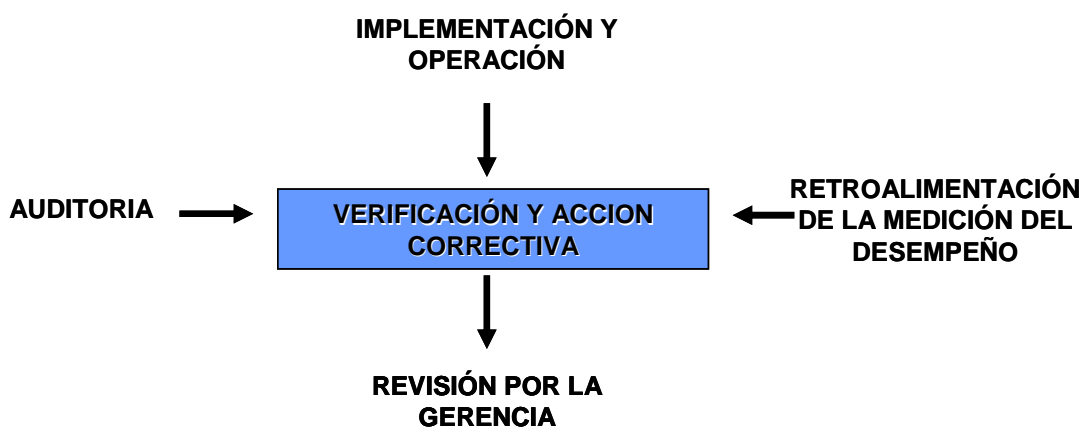 IMPLEMENTACIÓN Y
OPERACIÓN
AUDITORIA
VERIFICACIÓN Y ACCION
CORRECTIVA
RETROALIMENTACIÓN
DE LA MEDICIÓN DEL
DESEMPEÑO
REVISIÓN POR LA
GERENCIA